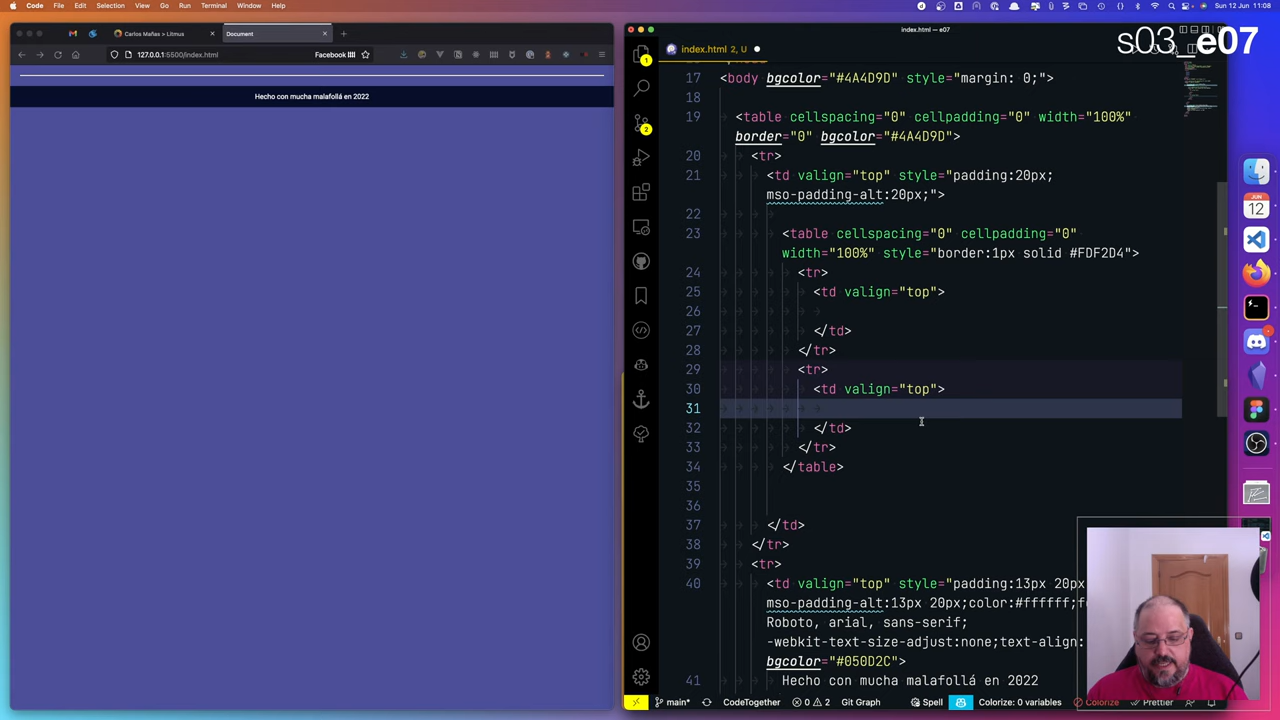 Code File Edit Selection View Go Run Terminal Window Help
Sun 12 Jun 11:08
Carlos Mañas > Litmus
Document
127.0.0.1:5500/index.html
Facebook ||||
index.html — e07
index.html 2, U
s03_e07
17 <body bgcolor="#4A4D9D" style="margin: 0;">
18
19 <table cellspacing="0" cellpadding="0" width="100%"
border="0" bgcolor="#4A4D9D">
20 <tr>
21 <td valign="top" style="padding:20px;
mso-padding-alt:20px;">
22
23 <table cellspacing="0" cellpadding="0"
width="100%" style="border:1px solid #FDF2D4">
24 <tr>
25 <td valign="top">
26
27 </td>
28 </tr>
29 <tr>
30 <td valign="top">
31
32 </td>
33 </tr>
34 </table>
35
36
37 </td>
38 </tr>
39 <tr>
40 <td valign="top" style="padding:13px 20px
mso-padding-alt:13px 20px;color:#ffffff;f
Roboto, arial, sans-serif;
-webkit-text-size-adjust:none;text-align:
bgcolor="#050D2C">
41 Hecho con mucha malafollá en 2022
Hecho con mucha malafollá en 2022
1
2
JUN
12
main* CodeTogether 0 2 Git Graph Spell Colorize: 0 variables Colorize Prettier